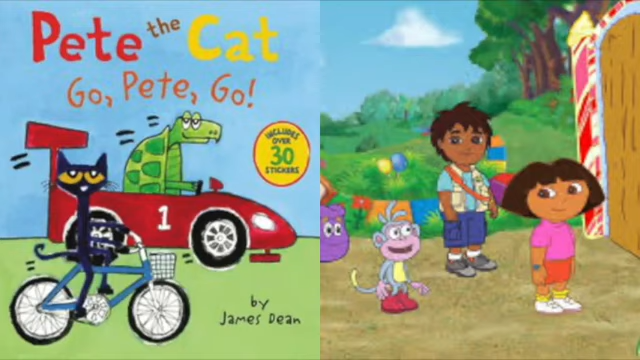 Pete the Cat
Go, Pete, Go!
INCLUDES
OVER
30
STICKERS
1
by
James Dean